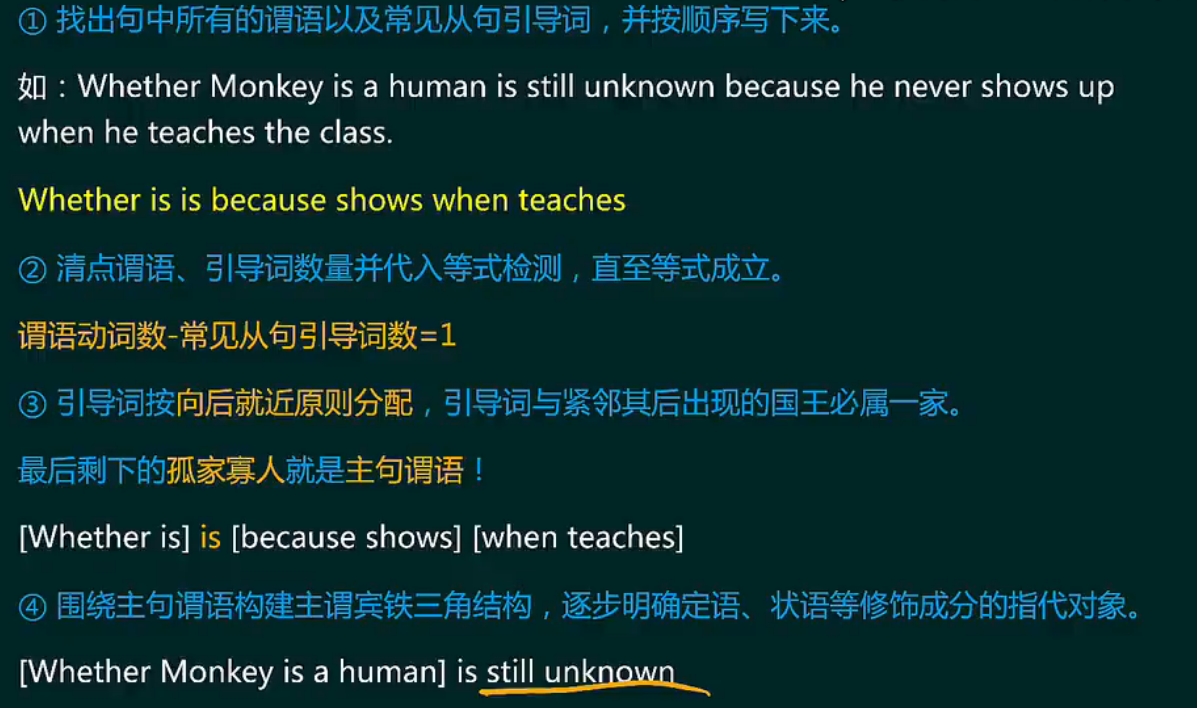 ① 找出句中所有的谓语以及常见从句引导词，并按顺序写下来。
如：Whether Monkey is a human is still unknown because he never shows up
when he teaches the class.
Whether is is because shows when teaches
② 清点谓语、引导词数量并代入等式检测，直至等式成立。
谓语动词数-常见从句引导词数=1
③ 引导词按向后就近原则分配，引导词与紧邻其后出现的国王必属一家。
最后剩下的孤家寡人就是主句谓语！
[Whether is] is [because shows] [when teaches]
④ 围绕主句谓语构建主谓宾铁三角结构，逐步明确定语、状语等修饰成分的指代对象。
[Whether Monkey is a human] is still unknown